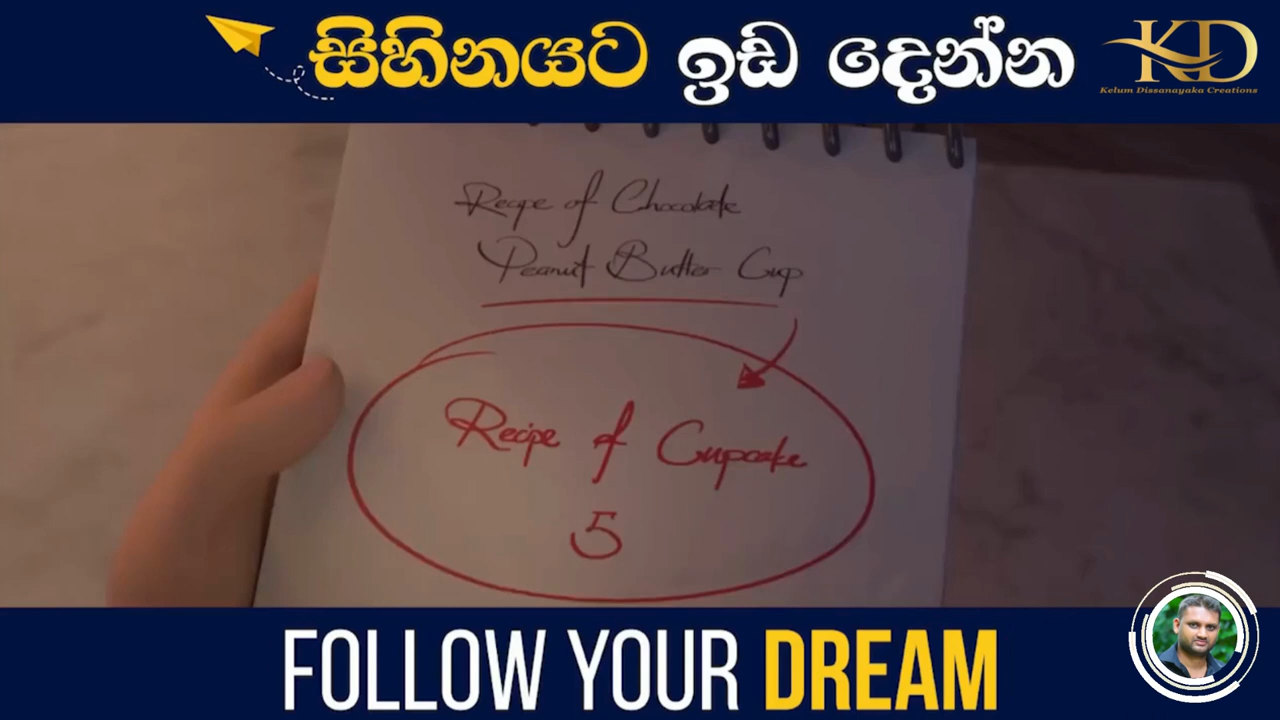 සිහිනයට ඉඩ දෙන්න
KD
Kelum Dissanayaka Creations
Recipe of Chocolate
Peanut Butter Cup
Recipe of Cupcake
5
FOLLOW YOUR DREAM